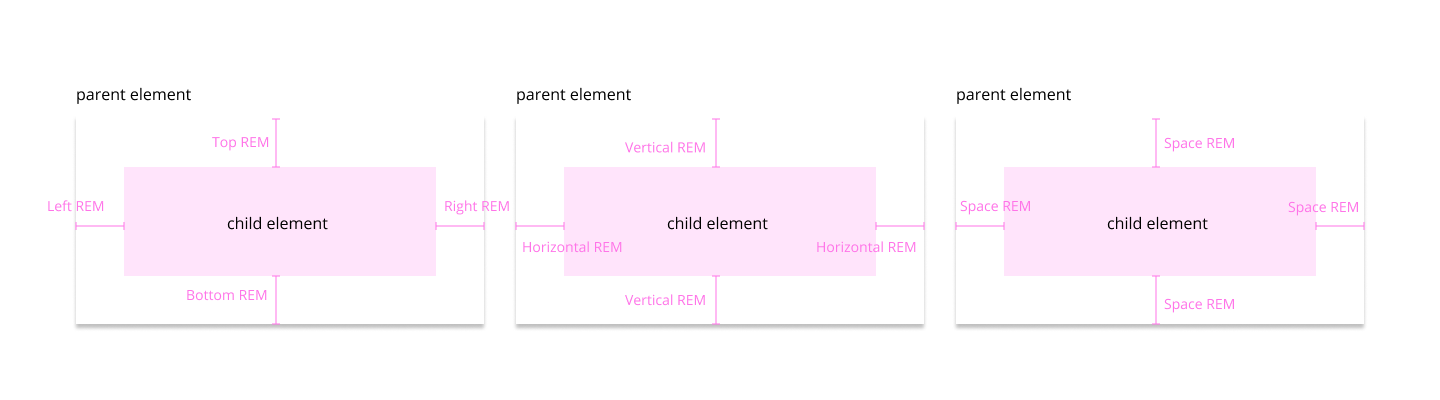 parent element
Top REM
Left REM
Right REM
child element
Bottom REM
parent element
Vertical REM
child element
Horizontal REM
Horizontal REM
Vertical REM
parent element
Space REM
Space REM
Space REM
child element
Space REM